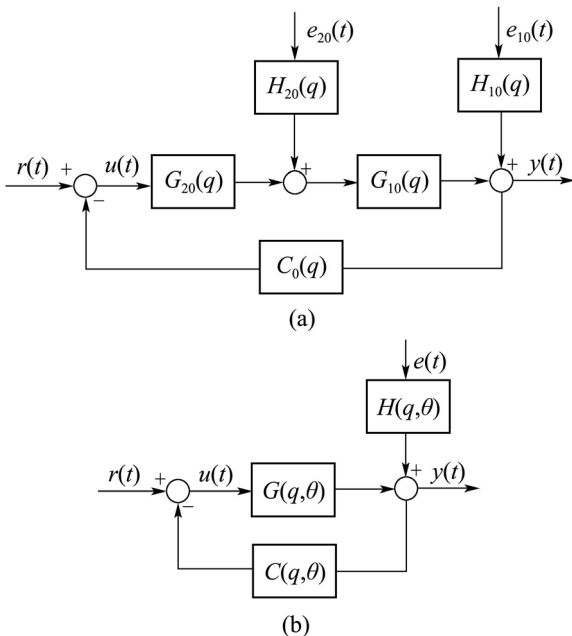 e₂₀(t) e₁₀(t)
H₂₀(q) H₁₀(q)
r(t) + u(t) G₂₀(q) + G₁₀(q) + y(t)
−
C₀(q)
(a)
e(t)
H(q,θ)
r(t) + u(t) G(q,θ) + y(t)
−
C(q,θ)
(b)